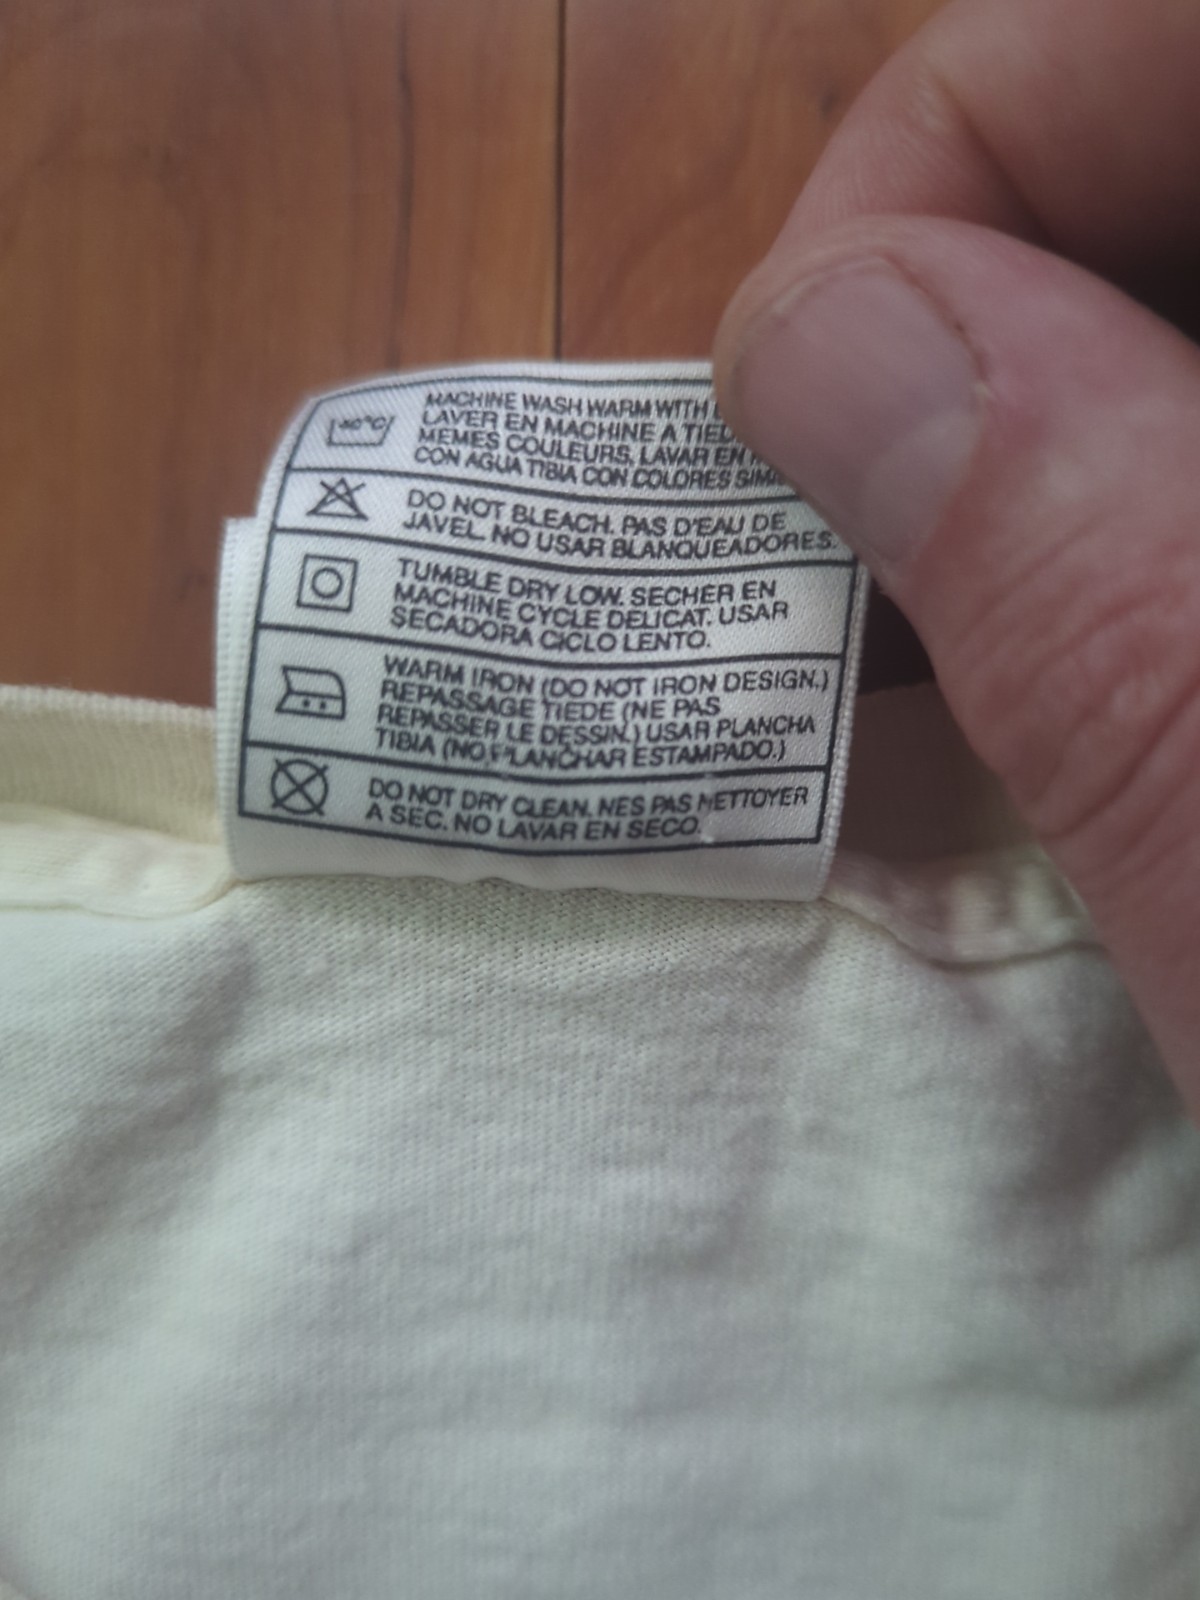 MACHINE WASH WARM WITH
LAVER EN MACHINE A
MEMES COULEURS. LAVAR EN
CON AGUA TIBIA CON COLORES
DO NOT BLEACH. PAS D'EAU DE
JAVEL. NO USAR BLANQUEADORES.
TUMBLE DRY LOW. SECHER EN
MACHINE CYCLE DELICAT. USAR
SECADORA CICLO LENTO.
WARM IRON (DO NOT IRON DESIGN.)
REPASSAGE TIEDE (NE PAS
REPASSER LE DESSIN.) USAR PLANCHA
TIBIA (NO PLANCHAR ESTAMPADO.)
DO NOT DRY CLEAN. NES PAS NETTOYER
A SEC. NO LAVAR EN SECO.